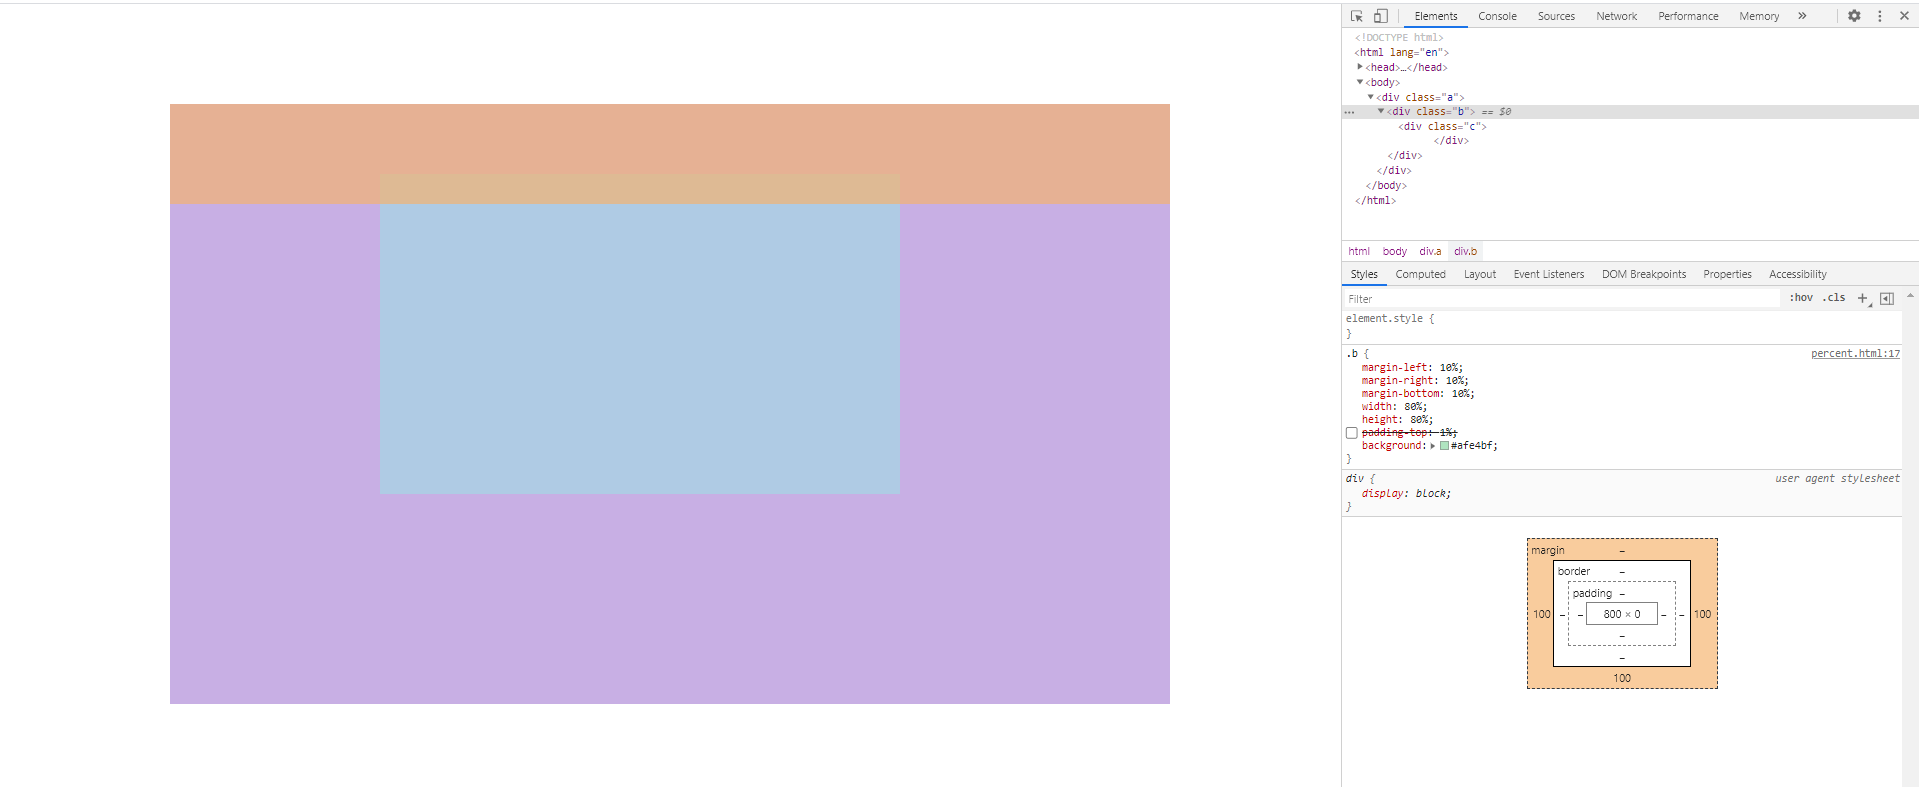 Elements Console Sources Network Performance Memory »
<!DOCTYPE html>
<html lang="en">
<head>…</head>
<body>
<div class="a">
<div class="b"> == $0
<div class="c">
</div>
</div>
</div>
</body>
</html>
html body div.a div.b
Styles Computed Layout Event Listeners DOM Breakpoints Properties Accessibility
Filter :hov .cls +
element.style {
}
.b { percent.html:17
margin-left: 10%;
margin-right: 10%;
margin-bottom: 10%;
width: 80%;
height: 80%;
padding-top: 1%;
background: #afe4bf;
}
div { user agent stylesheet
display: block;
}
margin –
border –
padding –
100 – – 800 × 0 – – 100
–
–
100